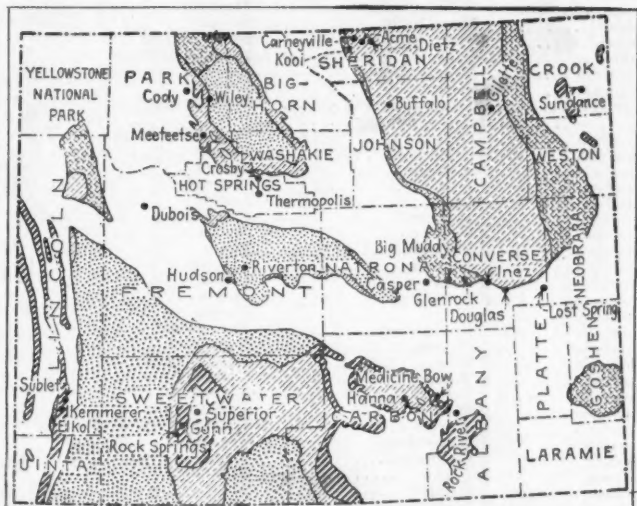 Carneyville
Acme
Dietz
Kooi
SHERIDAN
YELLOWSTONE
NATIONAL
PARK
PARK
Cody
Wiley
BIG-
HORN
Buffalo
CAMPBELL
Gillette
CROOK
Sundance
Meeteetse
WASHAKIE
JOHNSON
WESTON
Crosby
HOT SPRINGS
Thermopolis
Dubois
LINCOLN
Big Muddy
CONVERSE
Inez
NIOBRARA
Hudson
Riverton
NATRONA
Casper
Glenrock
Douglas
Lost Spring
FREMONT
PLATTE
GOSHEN
ALBANY
Sublet
Kemmerer
Elkol
SWEETWATER
Superior
Gunn
Rock Springs
Medicine Bow
Hanna
CARBON
Rock River
UINTA
LARAMIE